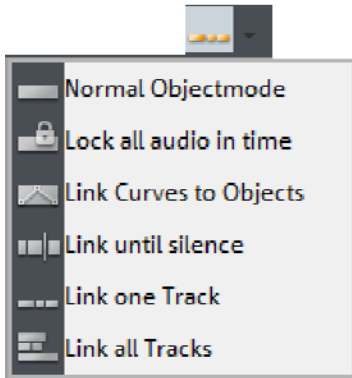 Normal Objectmode
Lock all audio in time
Link Curves to Objects
Link until silence
Link one Track
Link all Tracks